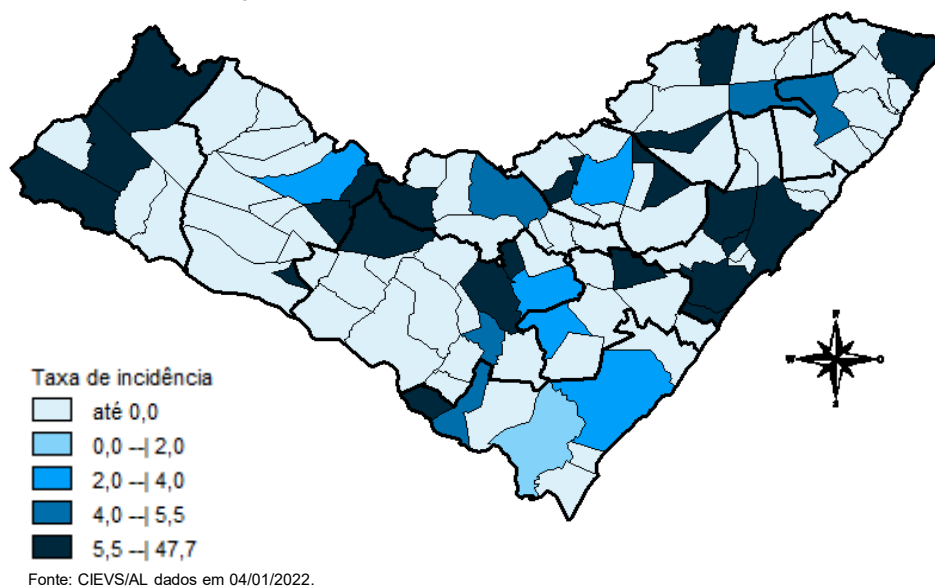 Taxa de incidência
até 0,0
0,0 --| 2,0
2,0 --| 4,0
4,0 --| 5,5
5,5 --| 47,7
Fonte: CIEVS/AL dados em 04/01/2022.